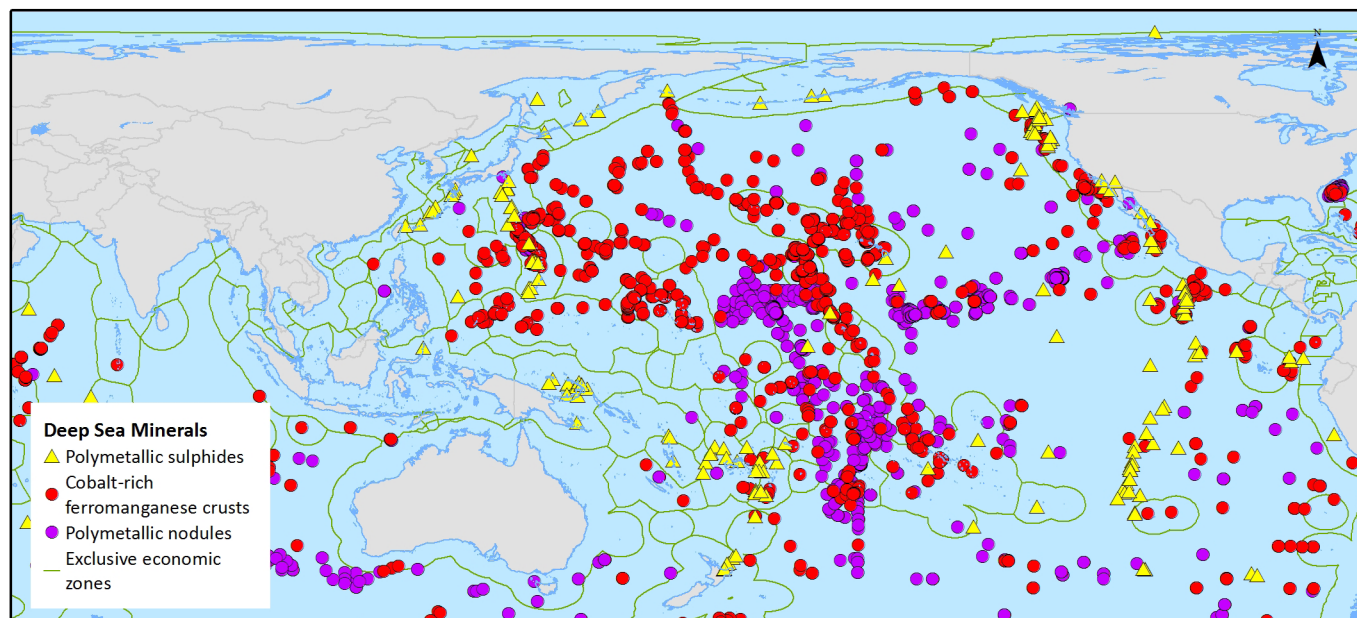 N
Deep Sea Minerals
Polymetallic sulphides
Cobalt-rich
ferromanganese crusts
Polymetallic nodules
Exclusive economic
zones